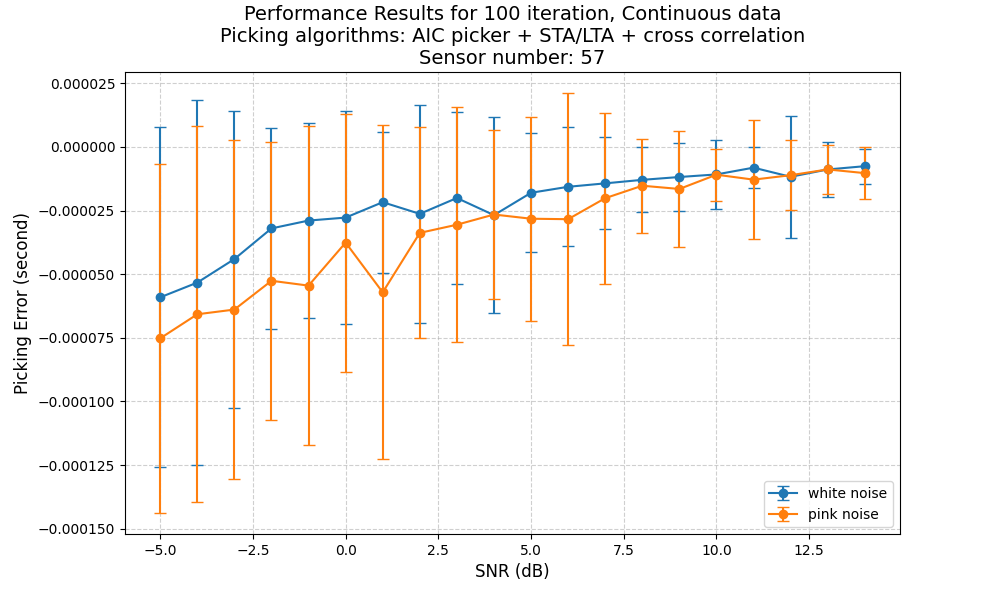 Performance Results for 100 iteration, Continuous data
Picking algorithms: AIC picker + STA/LTA + cross correlation
Sensor number: 57
Picking Error (second)
0.000025
0.000000
−0.000025
−0.000050
−0.000075
−0.000100
−0.000125
−0.000150
white noise
pink noise
−5.0 −2.5 0.0 2.5 5.0 7.5 10.0 12.5
SNR (dB)